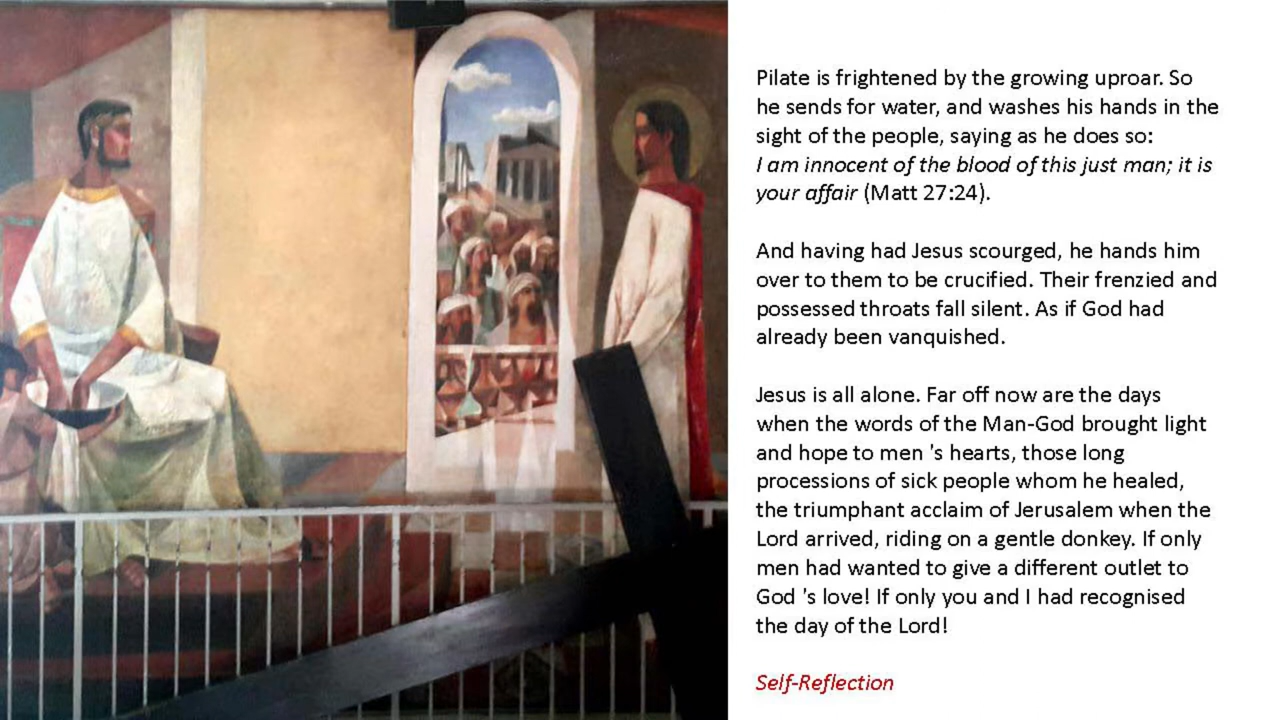 Pilate is frightened by the growing uproar. So
he sends for water, and washes his hands in the
sight of the people, saying as he does so:
I am innocent of the blood of this just man; it is
your affair (Matt 27:24).
And having had Jesus scourged, he hands him
over to them to be crucified. Their frenzied and
possessed throats fall silent. As if God had
already been vanquished.
Jesus is all alone. Far off now are the days
when the words of the Man-God brought light
and hope to men 's hearts, those long
processions of sick people whom he healed,
the triumphant acclaim of Jerusalem when the
Lord arrived, riding on a gentle donkey. If only
men had wanted to give a different outlet to
God 's love! If only you and I had recognised
the day of the Lord!
Self-Reflection